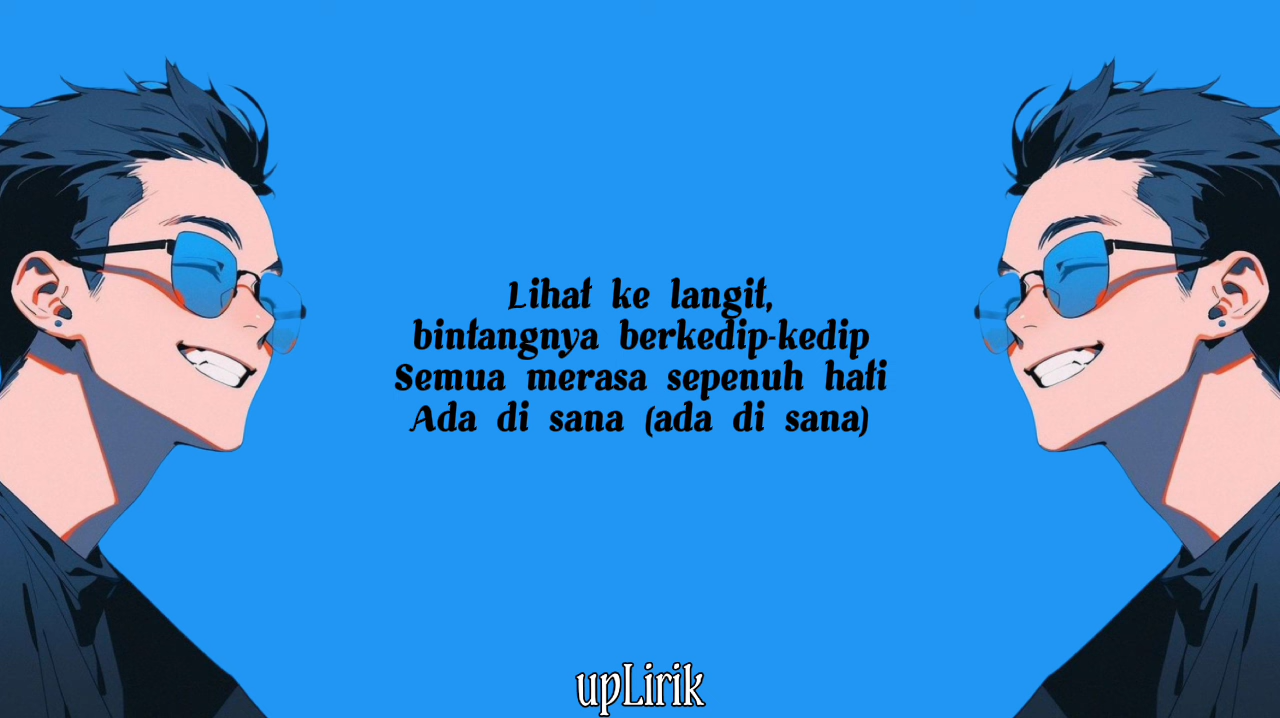 Lihat ke langit,
bintangnya berkedip-kedip
Semua merasa sepenuh hati
Ada di sana (ada di sana)
upLirik